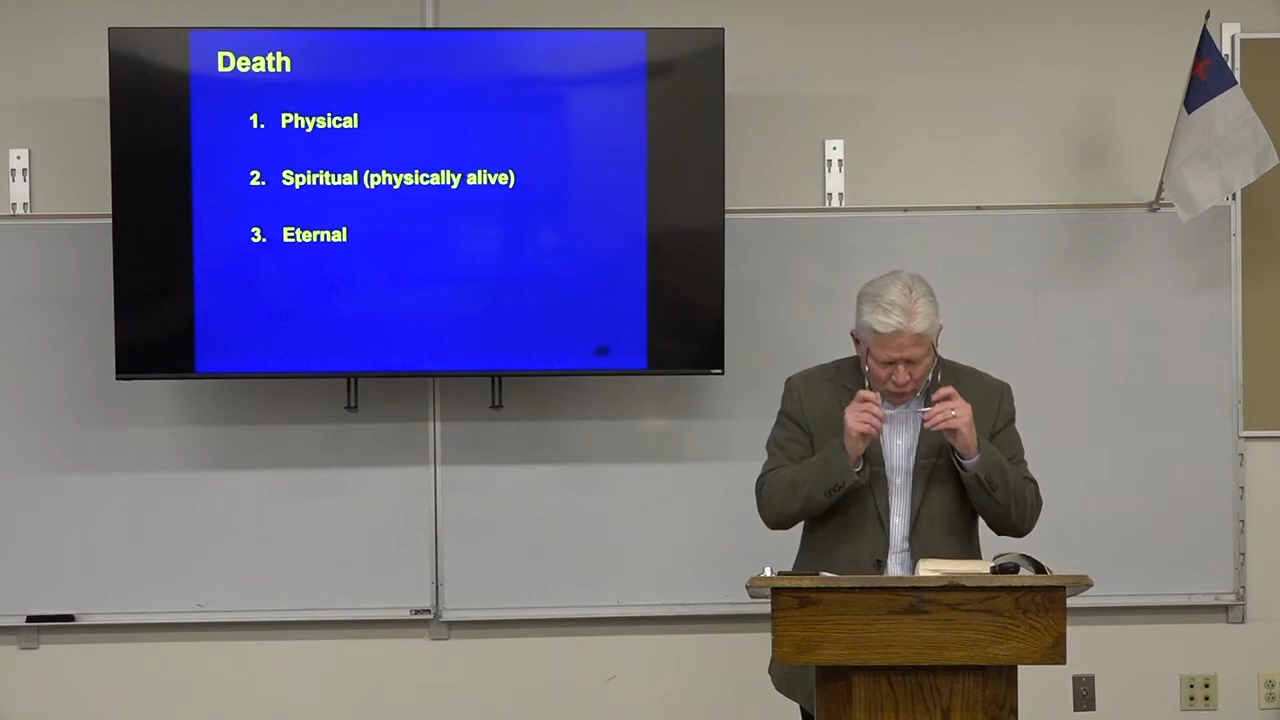 Death
1. Physical
2. Spiritual (physically alive)
3. Eternal